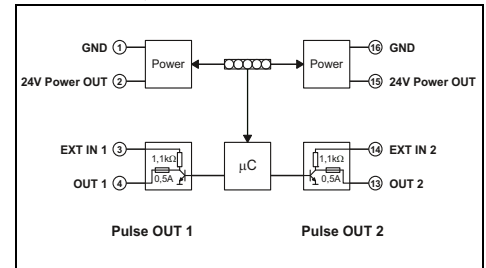 GND 1 Power Power 16 GND
24V Power OUT 2 15 24V Power OUT
EXT IN 1 3 1,1kΩ µC 1,1kΩ 14 EXT IN 2
OUT 1 4 0,5A 0,5A 13 OUT 2
Pulse OUT 1 Pulse OUT 2